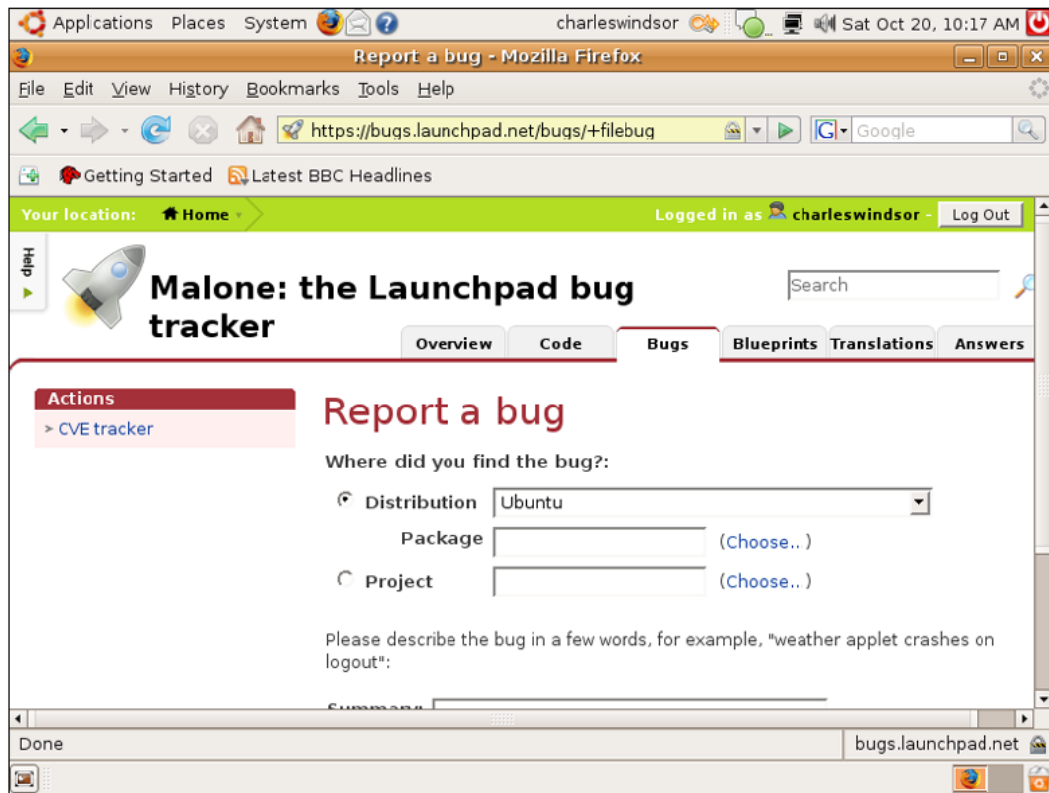 Applications Places System charleswindsor Sat Oct 20, 10:17 AM
Report a bug - Mozilla Firefox
File Edit View History Bookmarks Tools Help
https://bugs.launchpad.net/bugs/+filebug G Google
Getting Started Latest BBC Headlines
Your location: Home Logged in as charleswindsor - Log Out
Help
Malone: the Launchpad bug
tracker
Search
Overview Code Bugs Blueprints Translations Answers
Actions
> CVE tracker
Report a bug
Where did you find the bug?:
Distribution Ubuntu
Package (Choose.. )
Project (Choose.. )
Please describe the bug in a few words, for example, "weather applet crashes on
logout":
Summary:
Done bugs.launchpad.net